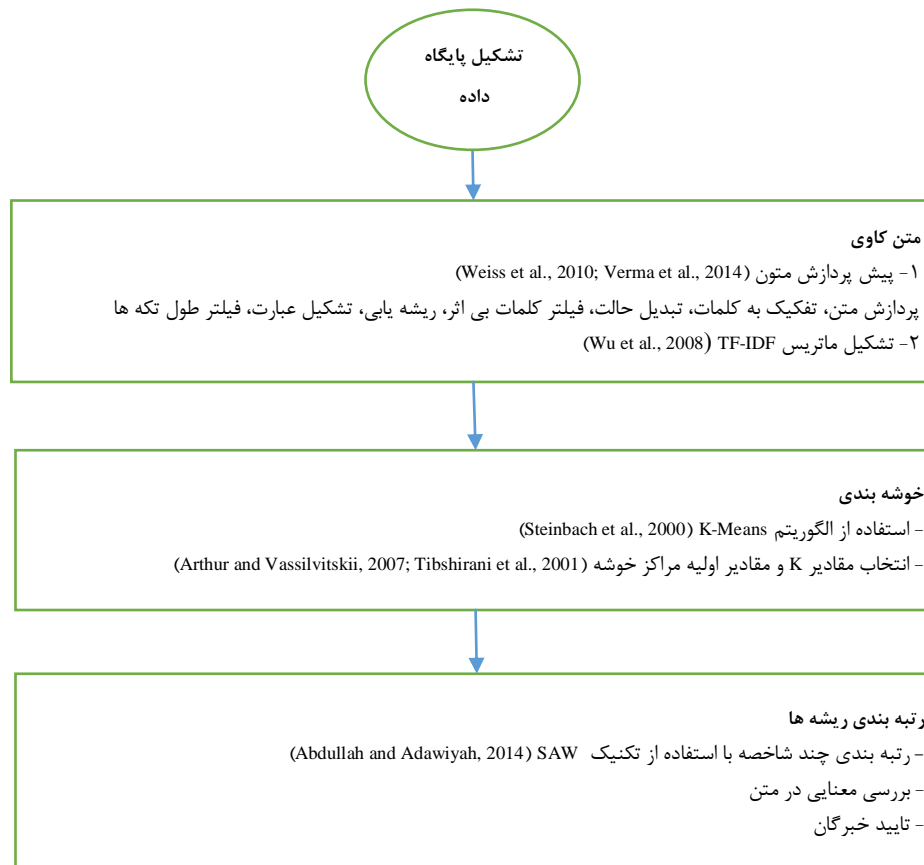 تشکیل پایگاه
داده
متن کاوی
۱- پیش پردازش متون (Weiss et al., 2010; Verma et al., 2014)
پردازش متن، تفکیک به کلمات، تبدیل حالت، فیلتر کلمات بی اثر، ریشه یابی، تشکیل عبارت، فیلتر طول تکه ها
۲- تشکیل ماتریس TF-IDF (Wu et al., 2008)
خوشه بندی
- استفاده از الگوریتم K-Means (Steinbach et al., 2000)
- انتخاب مقادیر K و مقادیر اولیه مراکز خوشه (Arthur and Vassilvitskii, 2007; Tibshirani et al., 2001)
رتبه بندی ریشه ها
- رتبه بندی چند شاخصه با استفاده از تکنیک SAW (Abdullah and Adawiyah, 2014)
- بررسی معنایی در متن
- تایید خبرگان